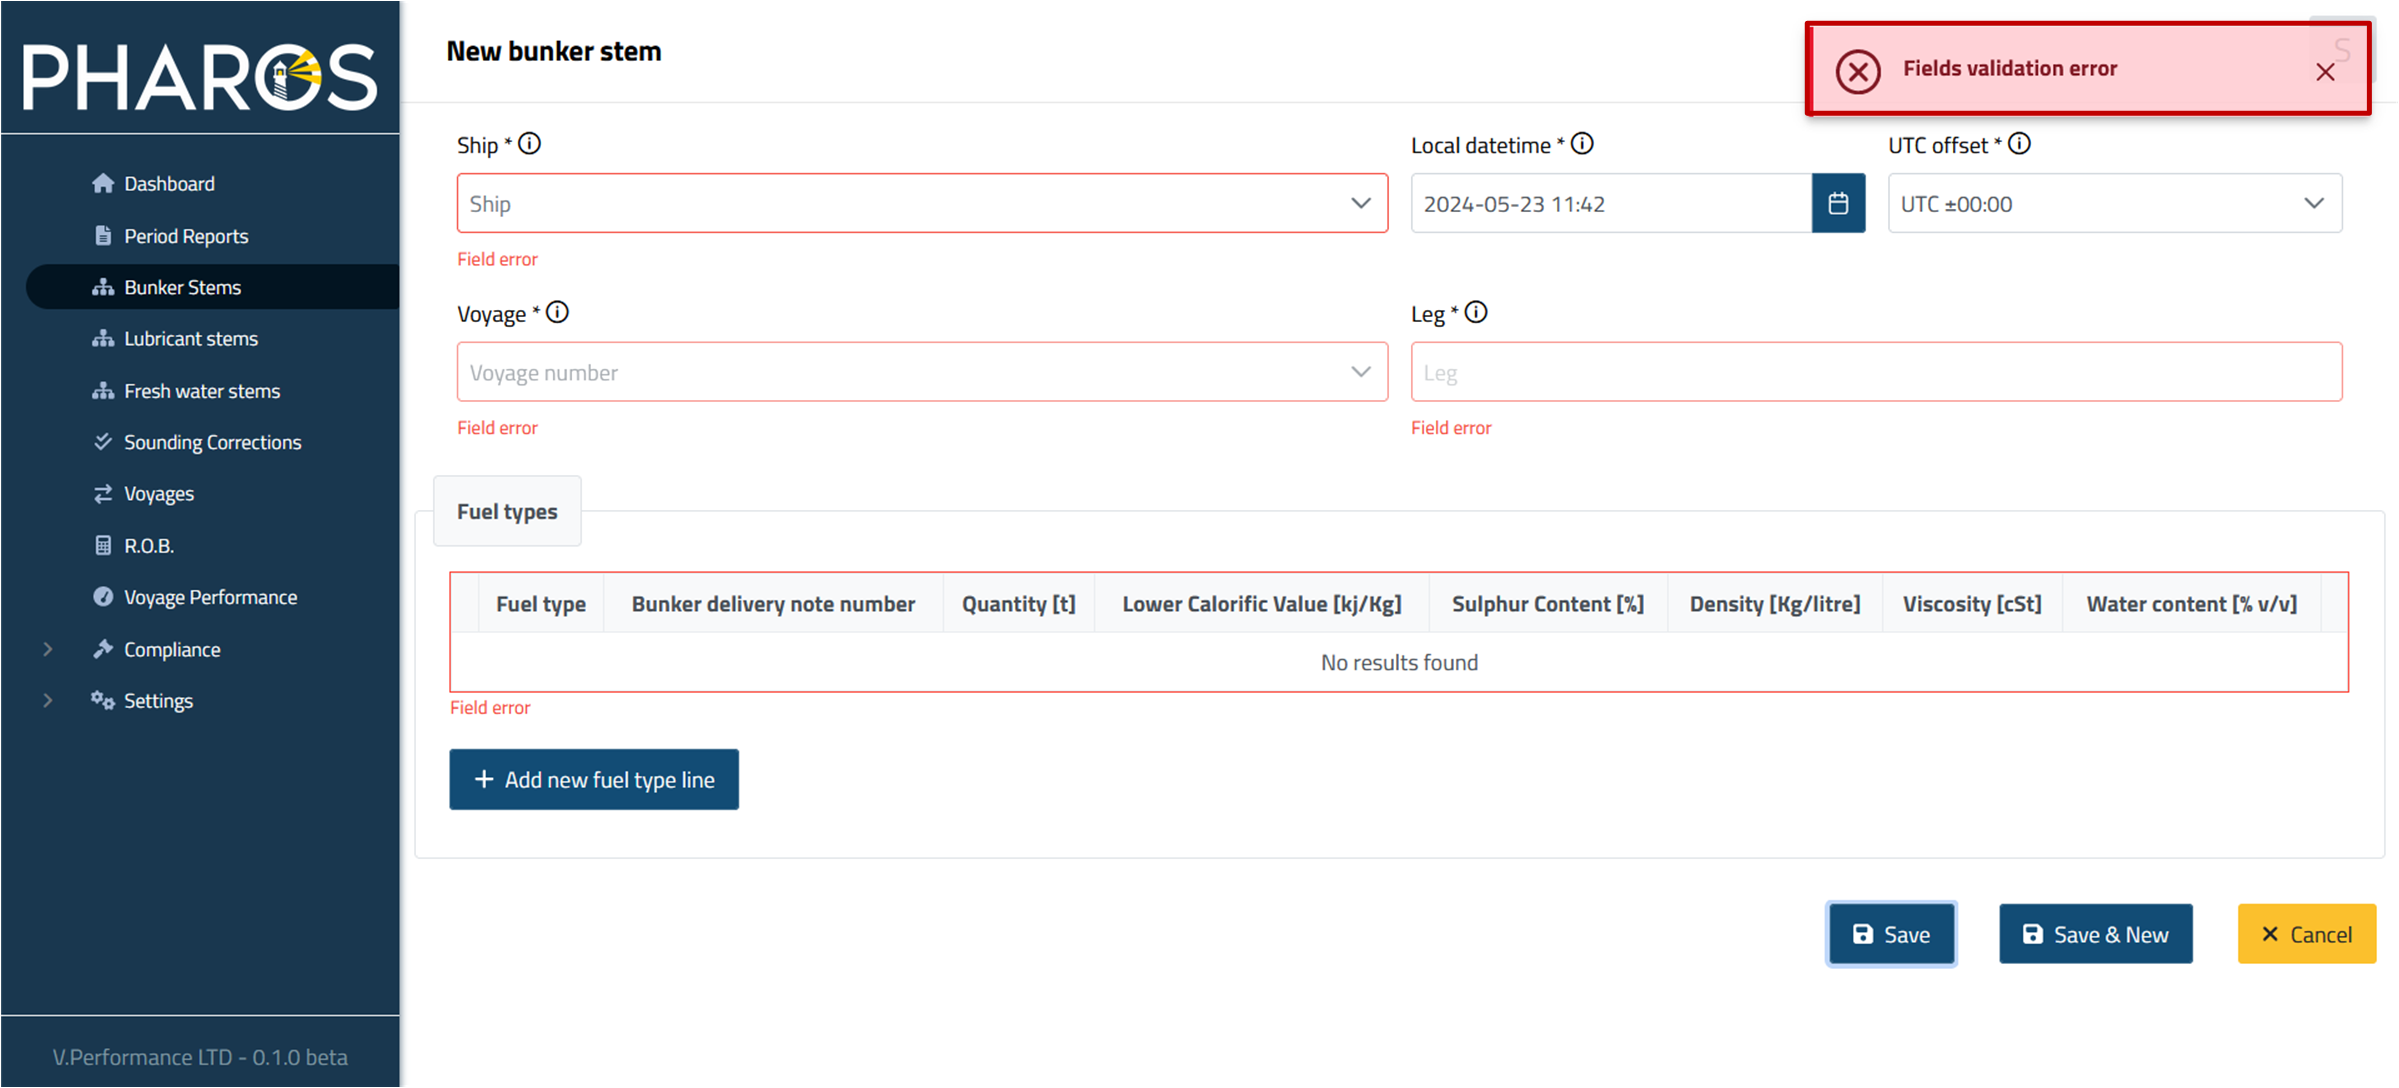 PHAROS
New bunker stem
Fields validation error
S
Dashboard
Period Reports
Bunker Stems
Lubricant stems
Fresh water stems
Sounding Corrections
Voyages
R.O.B.
Voyage Performance
Compliance
Settings
V.Performance LTD - 0.1.0 beta
Ship *
Local datetime *
UTC offset *
Ship
2024-05-23 11:42
UTC ±00:00
Field error
Voyage *
Leg *
Voyage number
Leg
Field error
Field error
Fuel types
Fuel type Bunker delivery note number Quantity [t] Lower Calorific Value [kj/Kg] Sulphur Content [%] Density [Kg/litre] Viscosity [cSt] Water content [% v/v]
No results found
Field error
+ Add new fuel type line
Save
Save & New
Cancel